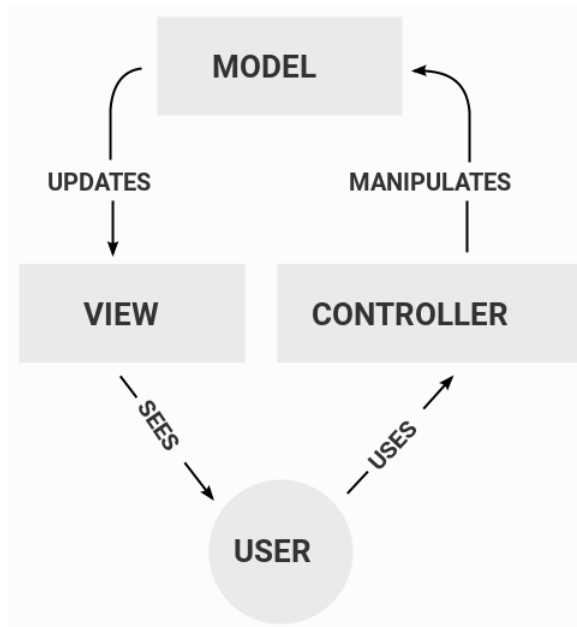 MODEL
UPDATES
MANIPULATES
VIEW
CONTROLLER
SEES
USES
USER